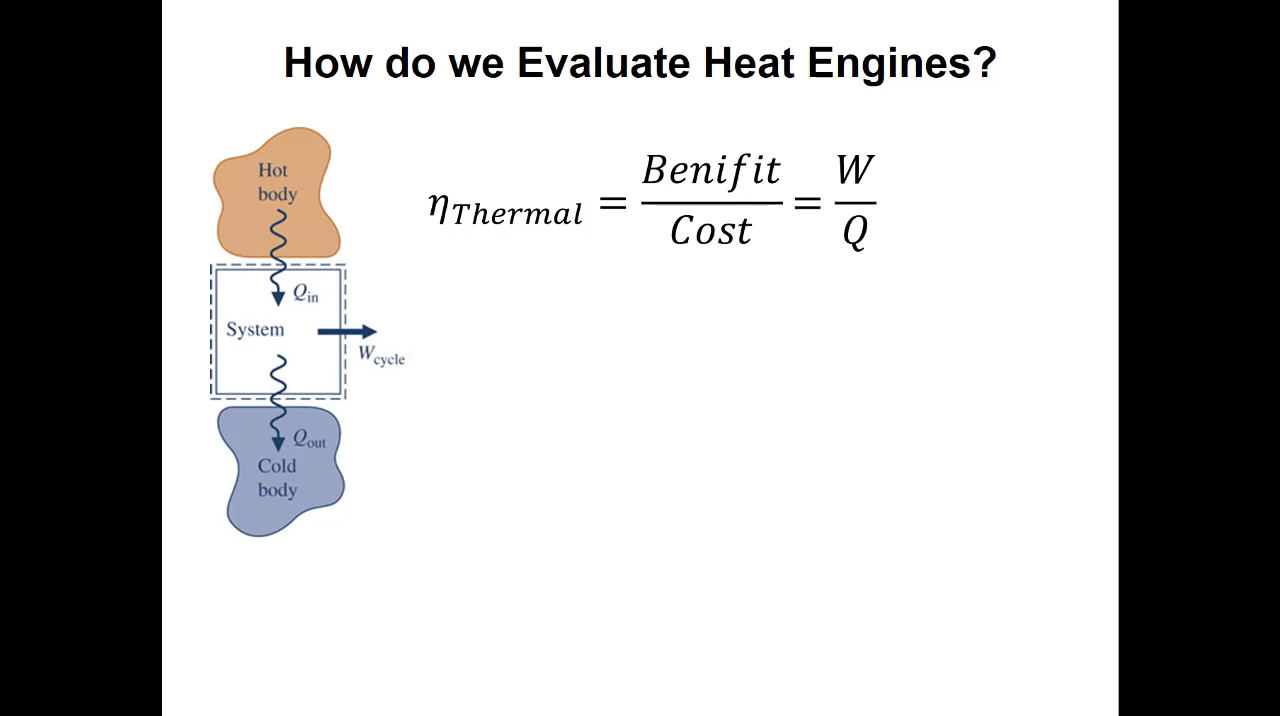 How do we Evaluate Heat Engines?
Hot
body
Q_in
System
W_cycle
Q_out
Cold
body
η_Thermal = Benifit/Cost = W/Q